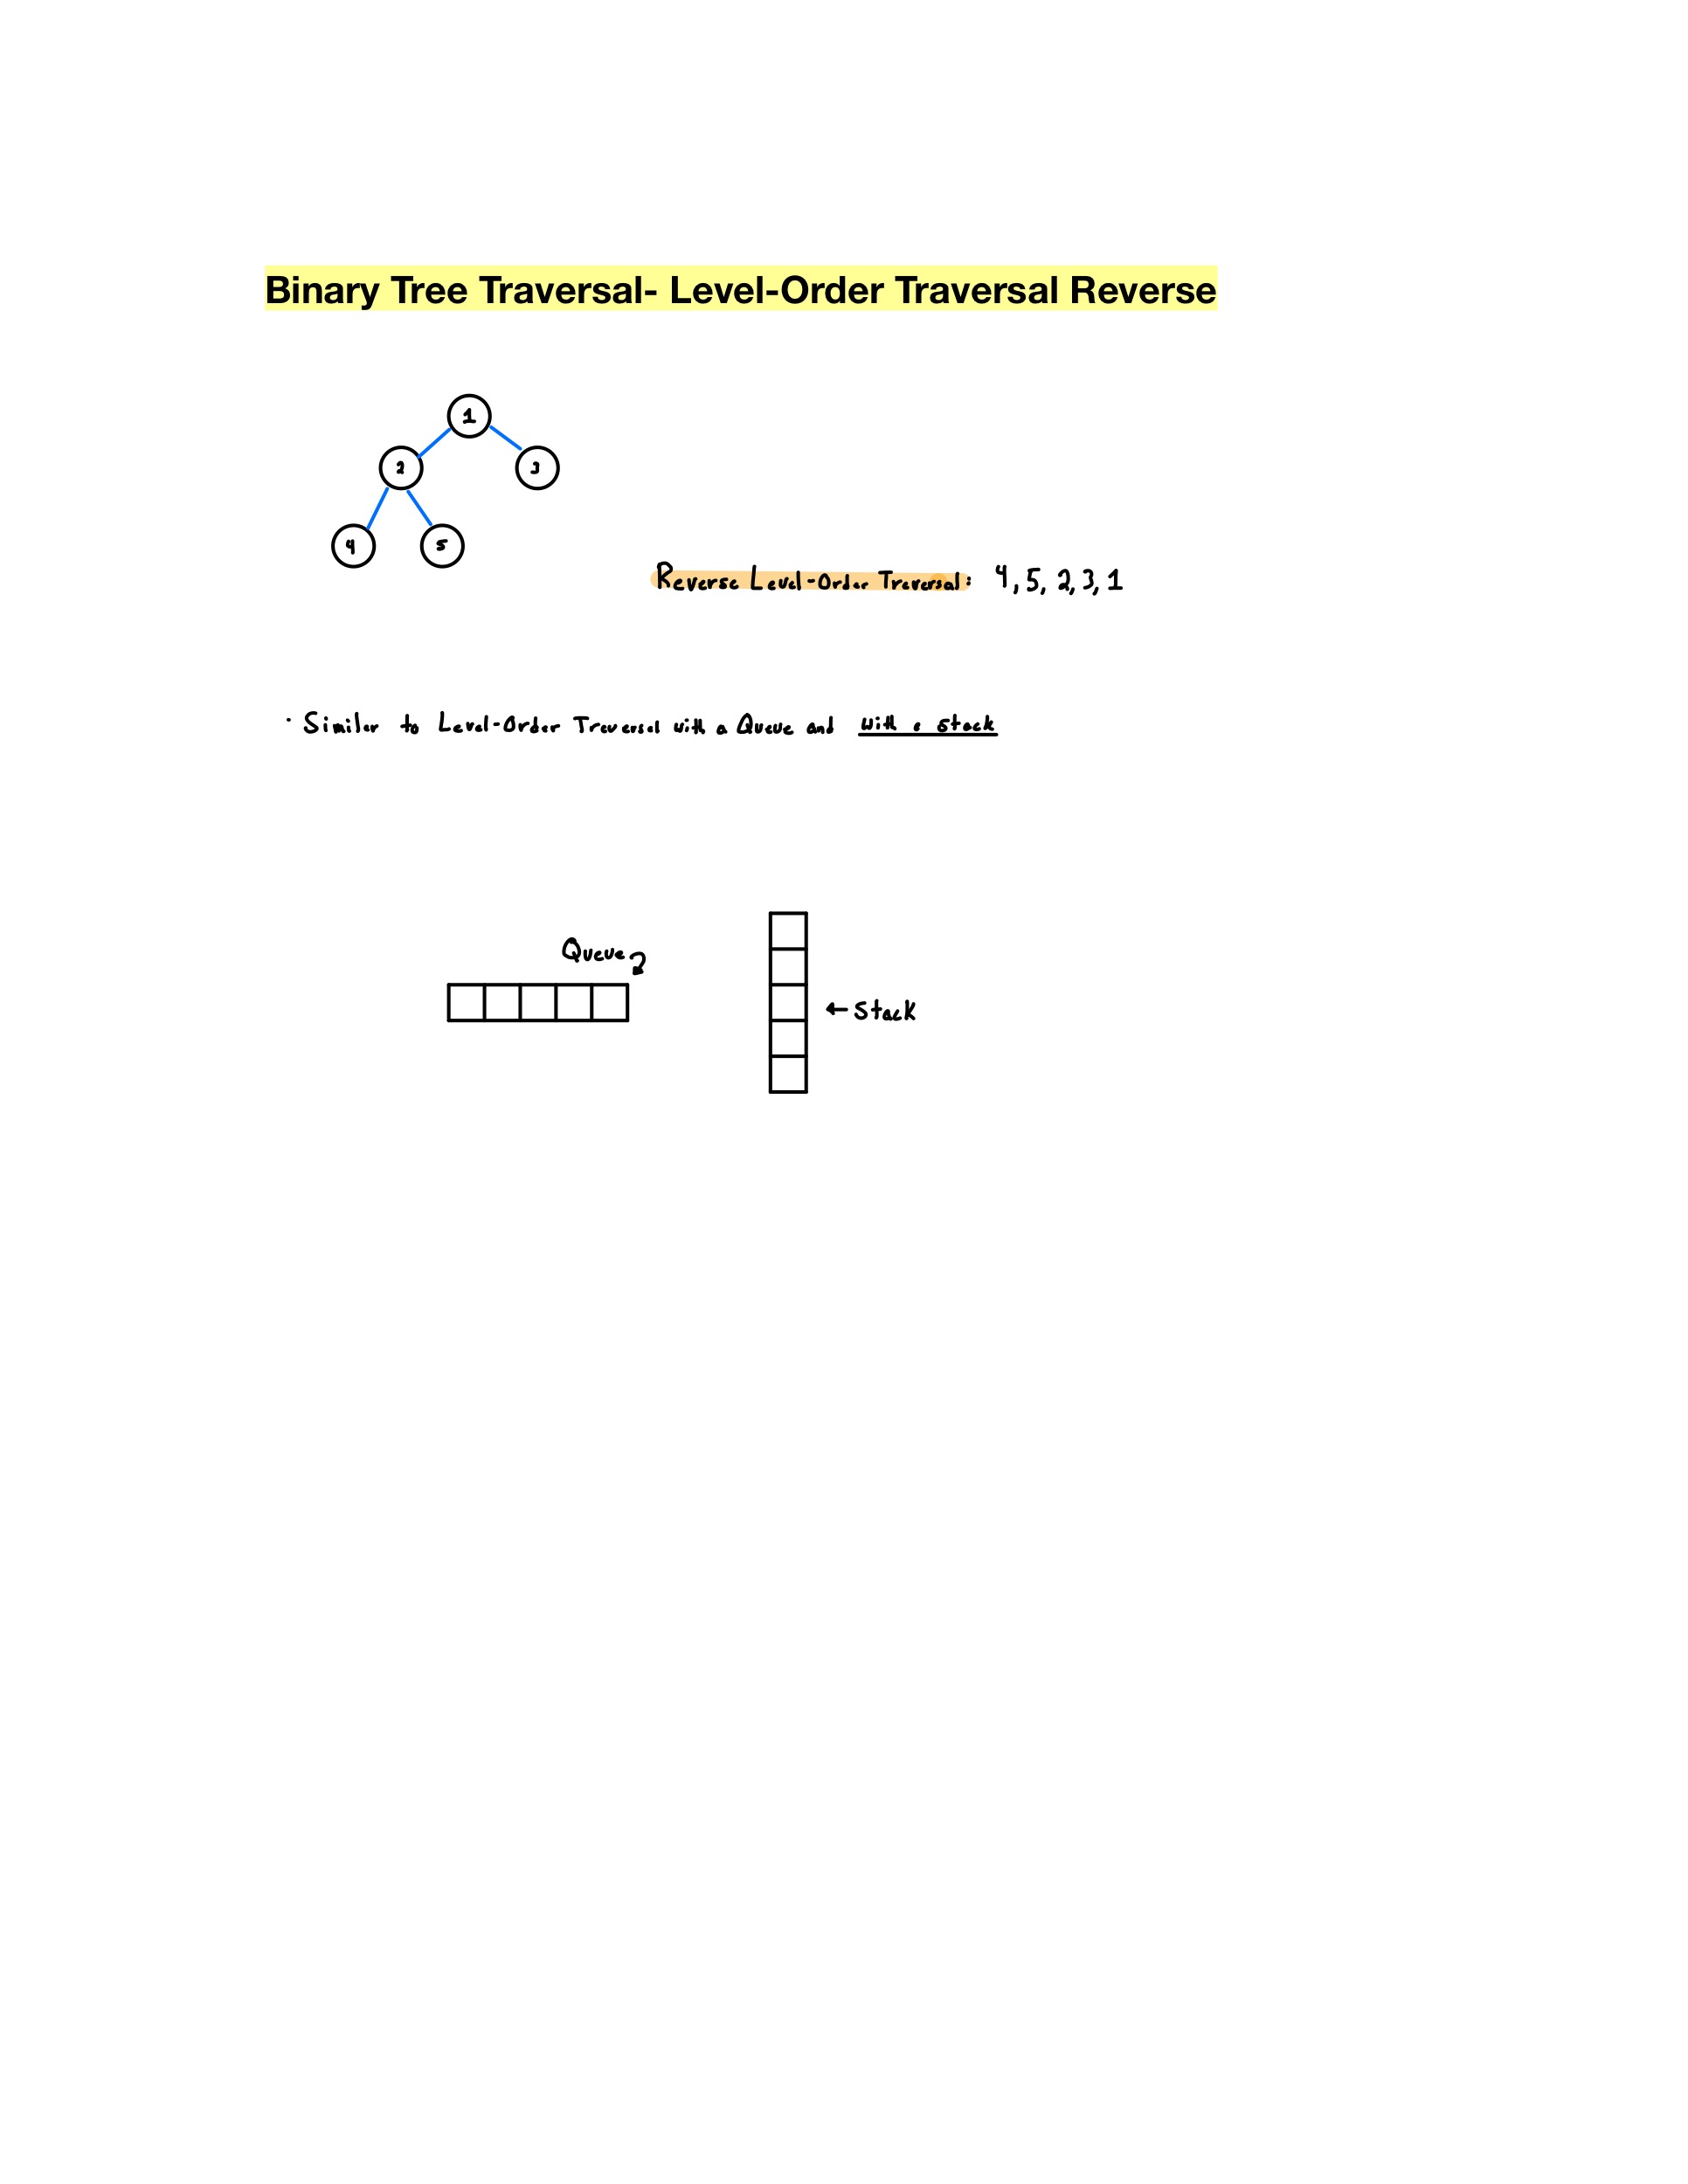 Binary Tree Traversal- Level-Order Traversal Reverse
1
2
3
4
5
Reverse Level-Order Traversal: 4, 5, 2, 3, 1
· Similar to Level-Order Traversal with a Queue and with a stack
Queue
← Stack